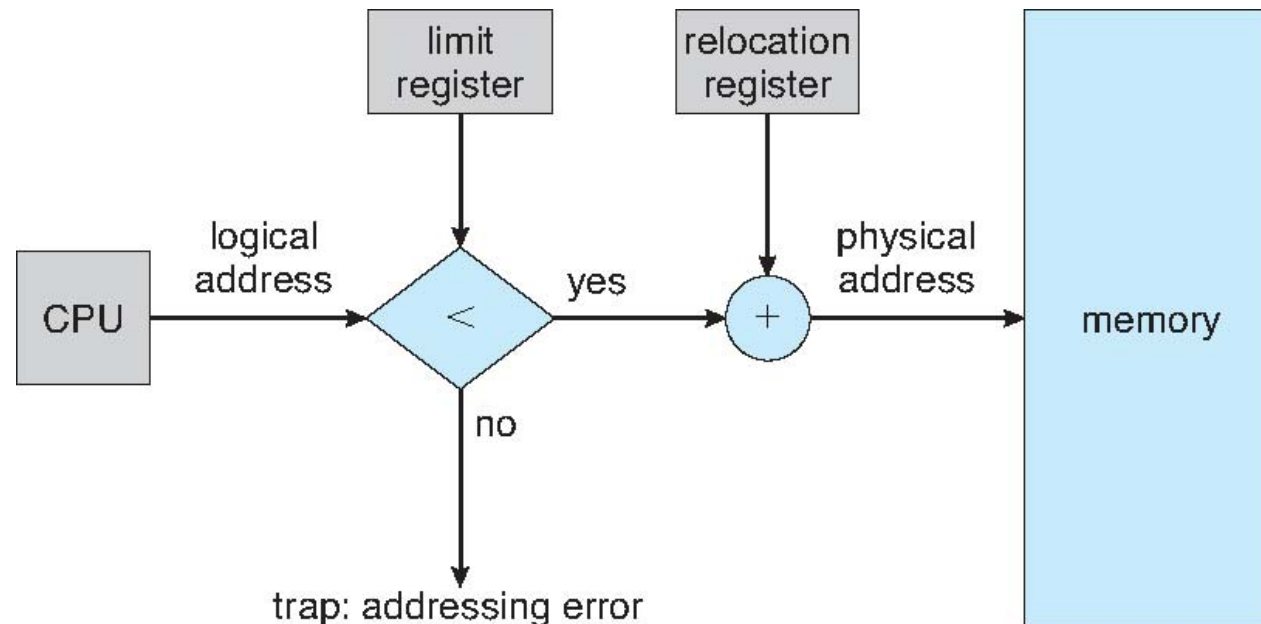 limit
register
relocation
register
logical
address
physical
address
CPU
<
yes
+
memory
no
trap: addressing error